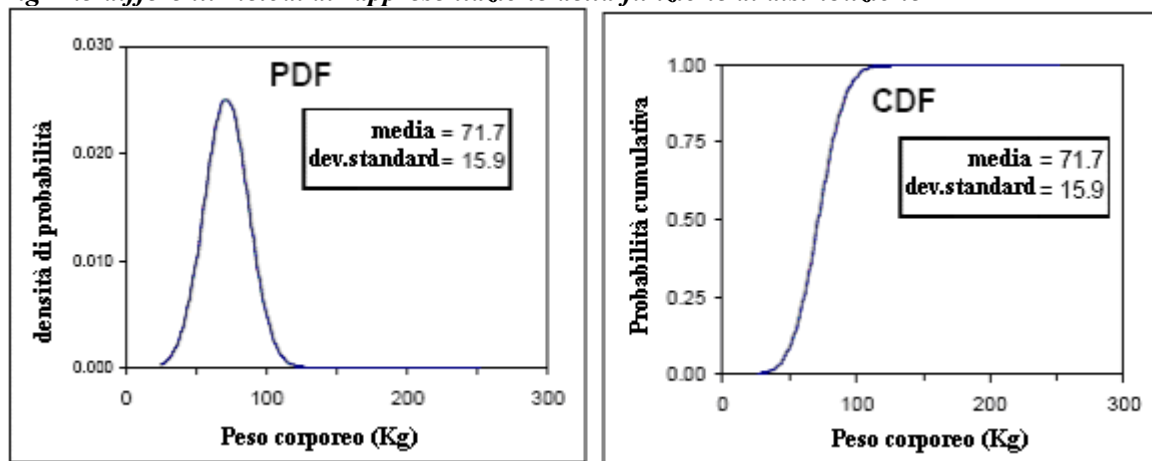 PDF
media = 71.7
dev.standard = 15.9
densità di probabilità
0.030
0.020
0.010
0.000
0
100
200
300
Peso corporeo (Kg)
CDF
media = 71.7
dev.standard = 15.9
Probabilità cumulativa
1.00
0.75
0.50
0.25
0.00
0
100
200
300
Peso corporeo (Kg)